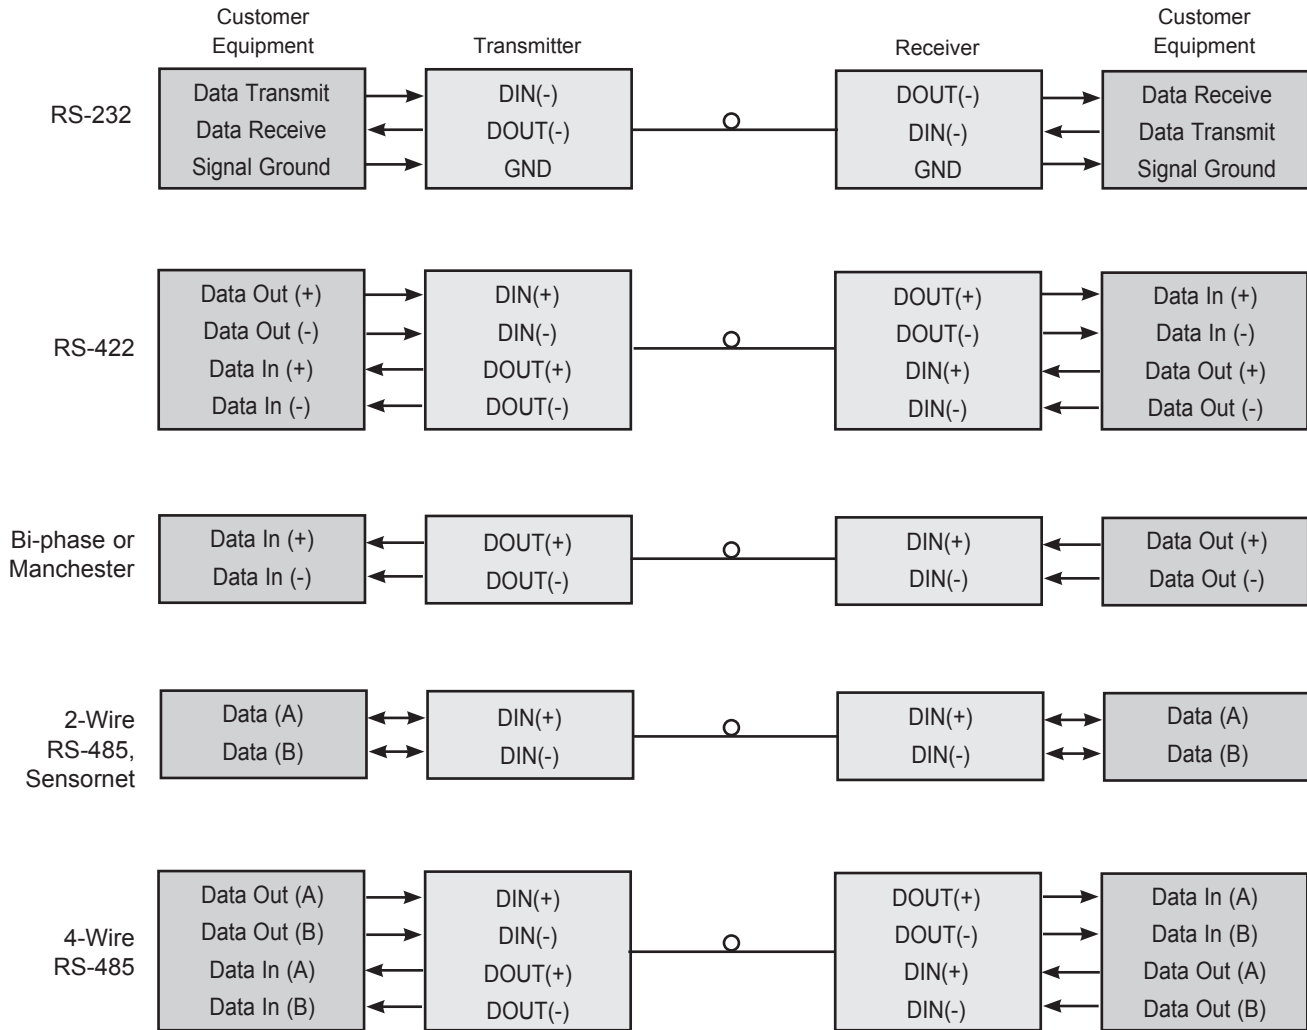 Customer
Equipment
Transmitter
Receiver
Customer
Equipment
RS-232
Data Transmit
Data Receive
Signal Ground
DIN(-)
DOUT(-)
GND
DOUT(-)
DIN(-)
GND
Data Receive
Data Transmit
Signal Ground
RS-422
Data Out (+)
Data Out (-)
Data In (+)
Data In (-)
DIN(+)
DIN(-)
DOUT(+)
DOUT(-)
DOUT(+)
DOUT(-)
DIN(+)
DIN(-)
Data In (+)
Data In (-)
Data Out (+)
Data Out (-)
Bi-phase or
Manchester
Data In (+)
Data In (-)
DOUT(+)
DOUT(-)
DIN(+)
DIN(-)
Data Out (+)
Data Out (-)
2-Wire
RS-485,
Sensornet
Data (A)
Data (B)
DIN(+)
DIN(-)
DIN(+)
DIN(-)
Data (A)
Data (B)
4-Wire
RS-485
Data Out (A)
Data Out (B)
Data In (A)
Data In (B)
DIN(+)
DIN(-)
DOUT(+)
DOUT(-)
DOUT(+)
DOUT(-)
DIN(+)
DIN(-)
Data In (A)
Data In (B)
Data Out (A)
Data Out (B)